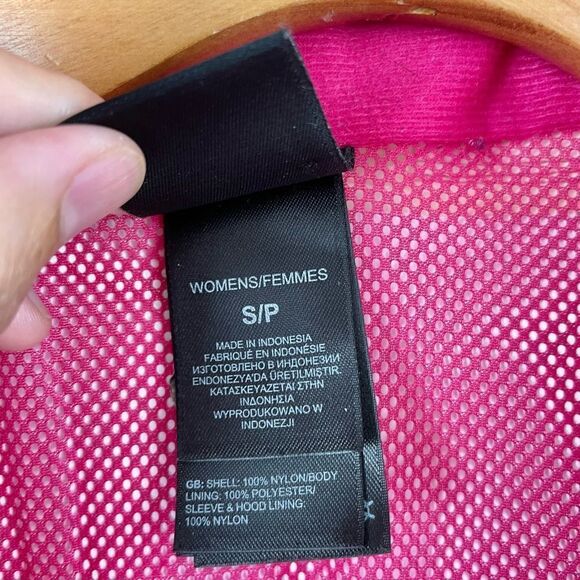 WOMENS/FEMMES
S/P
MADE IN INDONESIA
FABRIQUÉ EN INDONÉSIE
ИЗГОТОВЛЕНО В ИНДОНЕЗИИ
ENDONEZYA'DA ÜRETILMIŞTIR.
ΚΑΤΑΣΚΕΥΑΖΕΤΑΙ ΣΤΗΝ
ΙΝΔΟΝΗΣΙΑ
WYPRODUKOWANO W
INDONEZJI
GB: SHELL: 100% NYLON/BODY
LINING: 100% POLYESTER/
SLEEVE & HOOD LINING:
100% NYLON